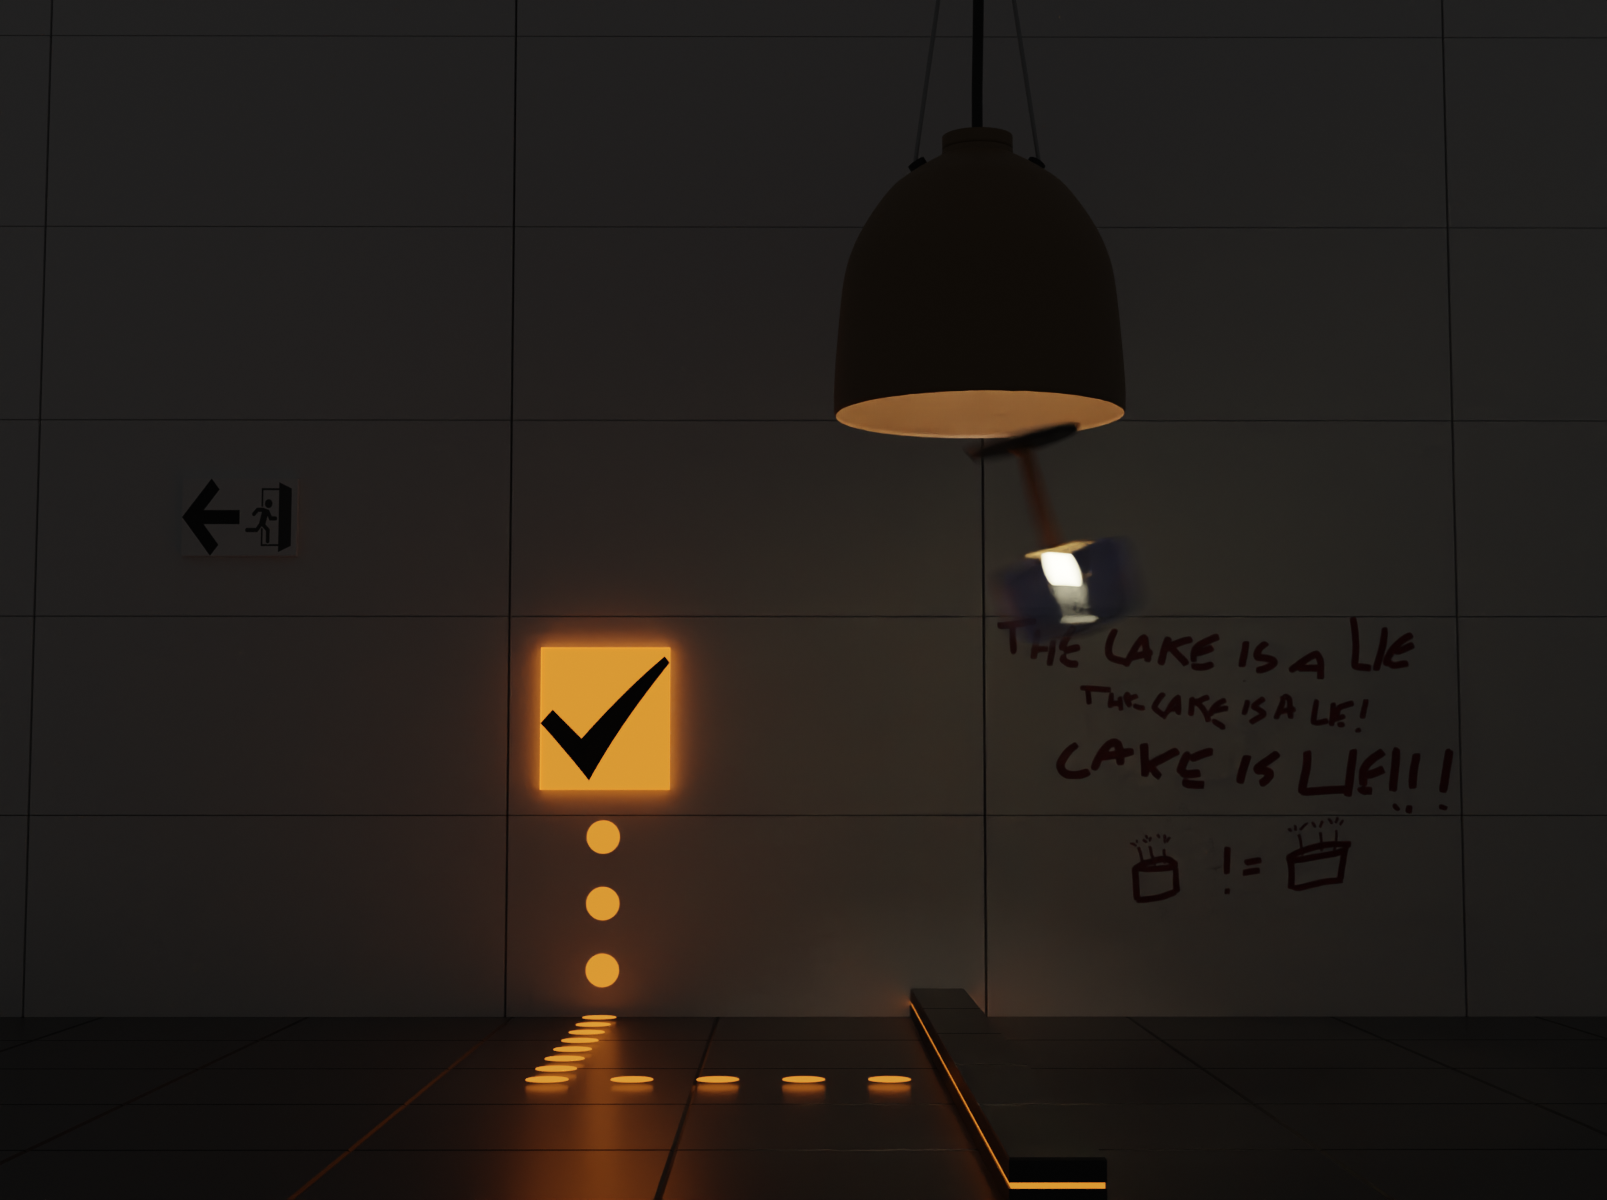 THE CAKE IS A LIE
THE CAKE IS A LIE!
CAKE IS LIE!!!
!=